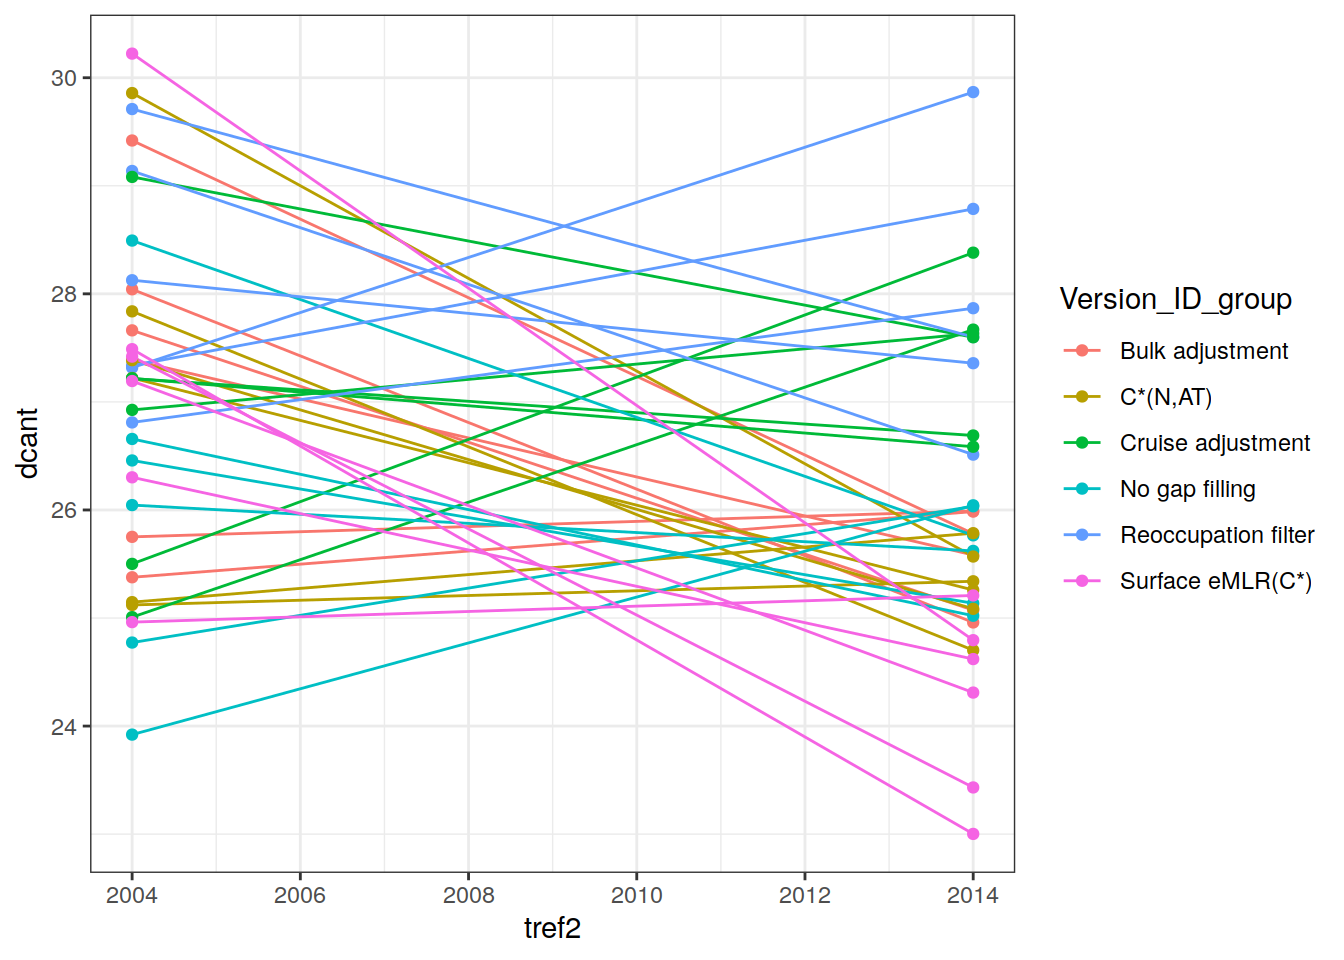 30
28
26
24
dcant
2004
2006
2008
2010
2012
2014
tref2
Version_ID_group
Bulk adjustment
C*(N,AT)
Cruise adjustment
No gap filling
Reoccupation filter
Surface eMLR(C*)